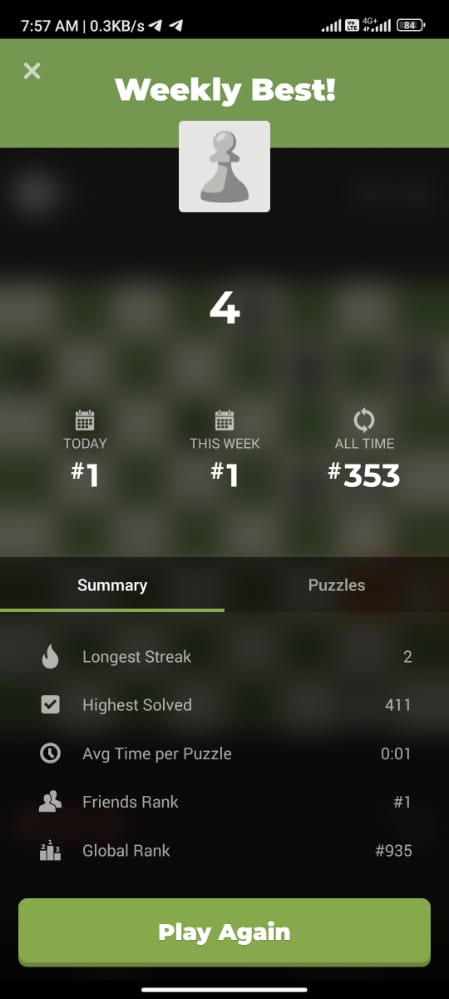 7:57 AM | 0.3KB/s 4G+ 84
Weekly Best!
4
TODAY THIS WEEK ALL TIME
#1 #1 #353
Summary Puzzles
Longest Streak 2
Highest Solved 411
Avg Time per Puzzle 0:01
Friends Rank #1
Global Rank #935
Play Again